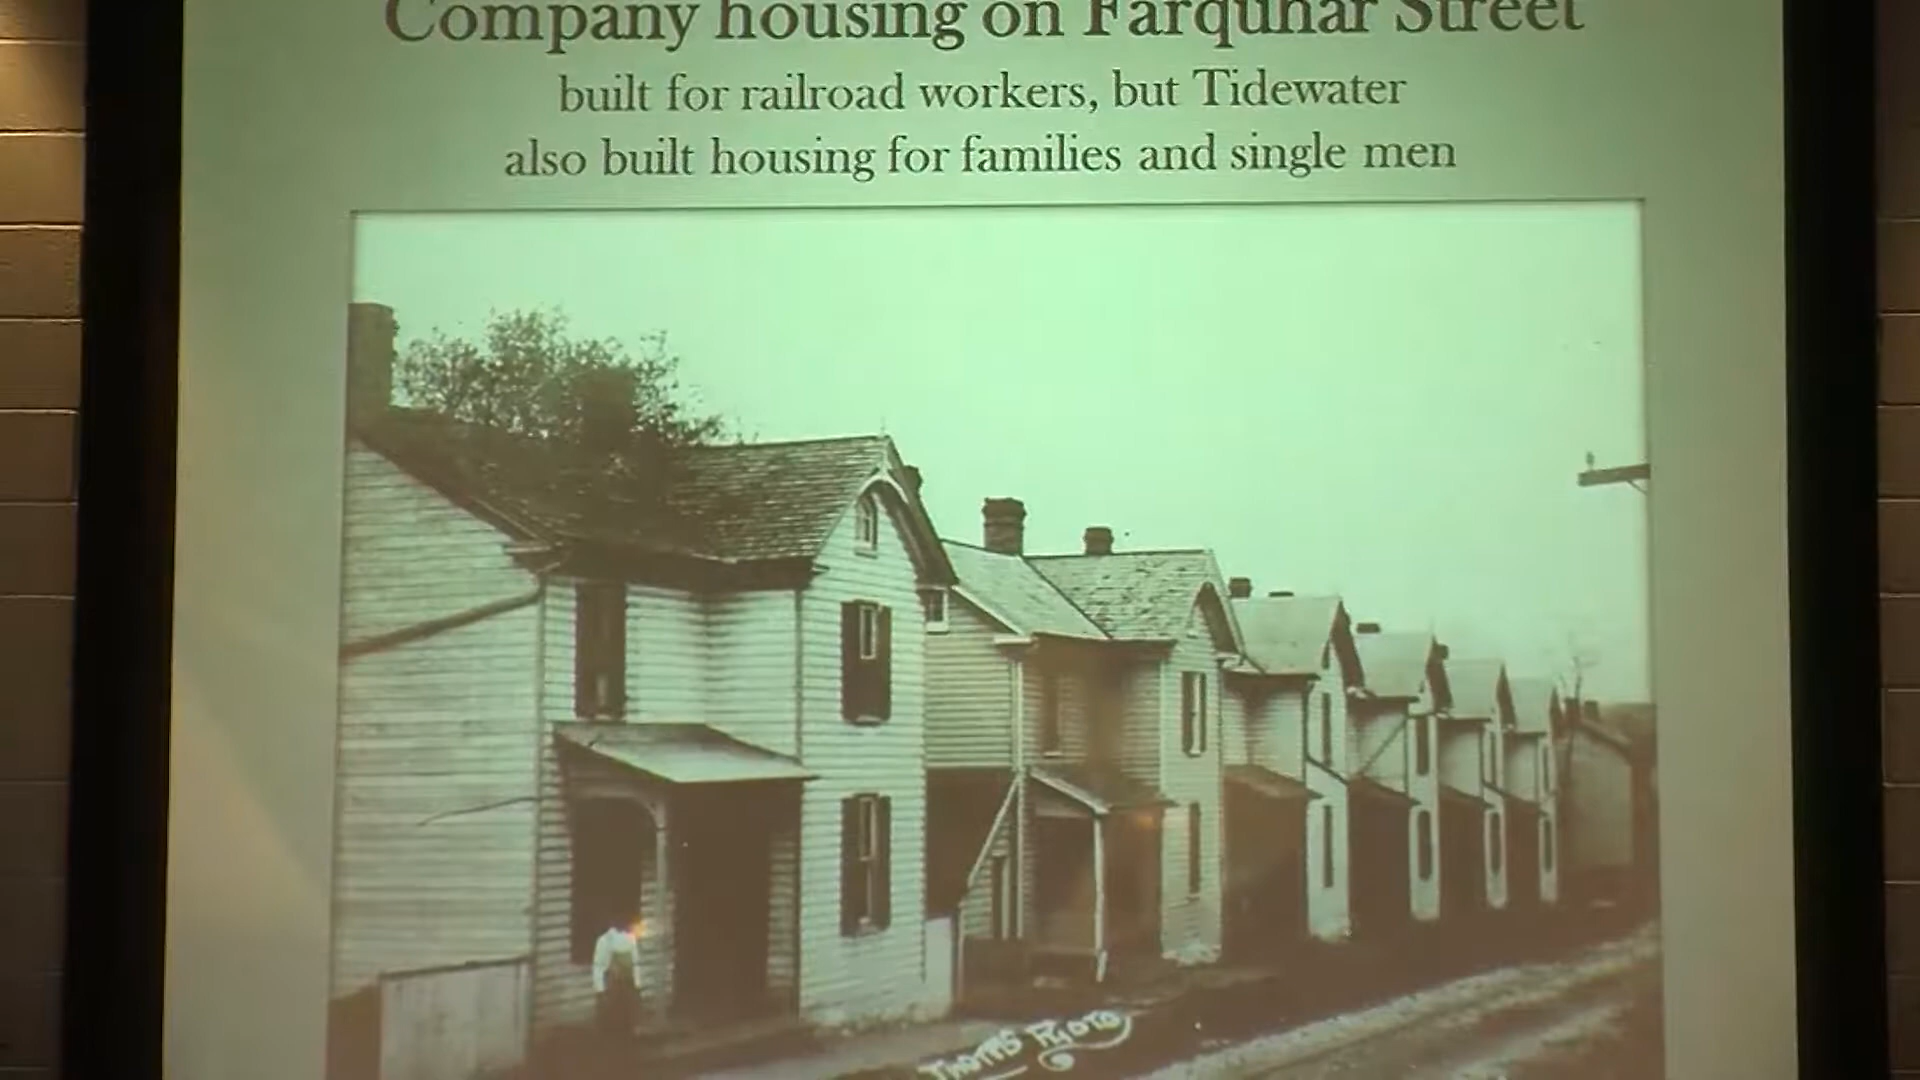 Company housing on Farquhar Street
built for railroad workers, but Tidewater
also built housing for families and single men
THOMS PHOTO